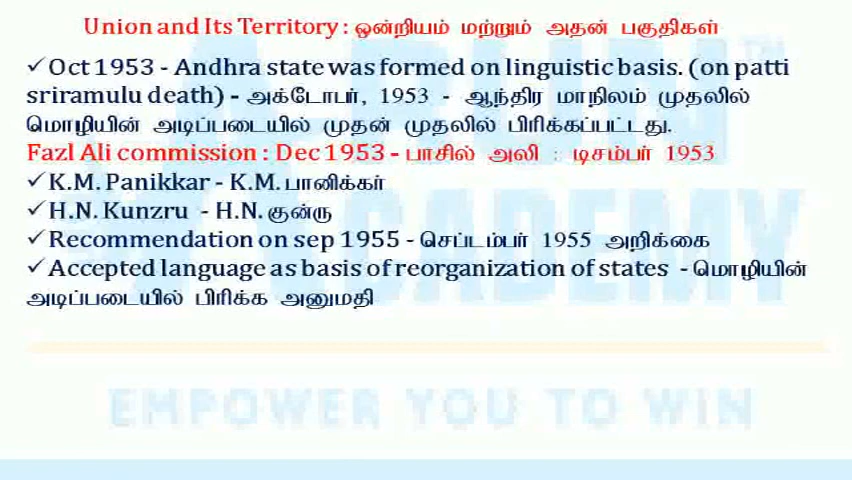 Union and Its Territory : ஒன்றியம் மற்றும் அதன் பகுதிகள்
✓Oct 1953 - Andhra state was formed on linguistic basis. (on patti
sriramulu death) - அக்டோபர், 1953 - ஆந்திர மாநிலம் முதலில்
மொழியின் அடிப்படையில் முதன் முதலில் பிரிக்கப்பட்டது.
Fazl Ali commission : Dec 1953 - பாசில் அலி : டிசம்பர் 1953
✓K.M. Panikkar - K.M. பானிக்கர்
✓H.N. Kunzru - H.N. குன்ரு
✓Recommendation on sep 1955 - செப்டம்பர் 1955 அறிக்கை
✓Accepted language as basis of reorganization of states - மொழியின்
அடிப்படையில் பிரிக்க அனுமதி
ACADEMY
EMPOWER YOU TO WIN